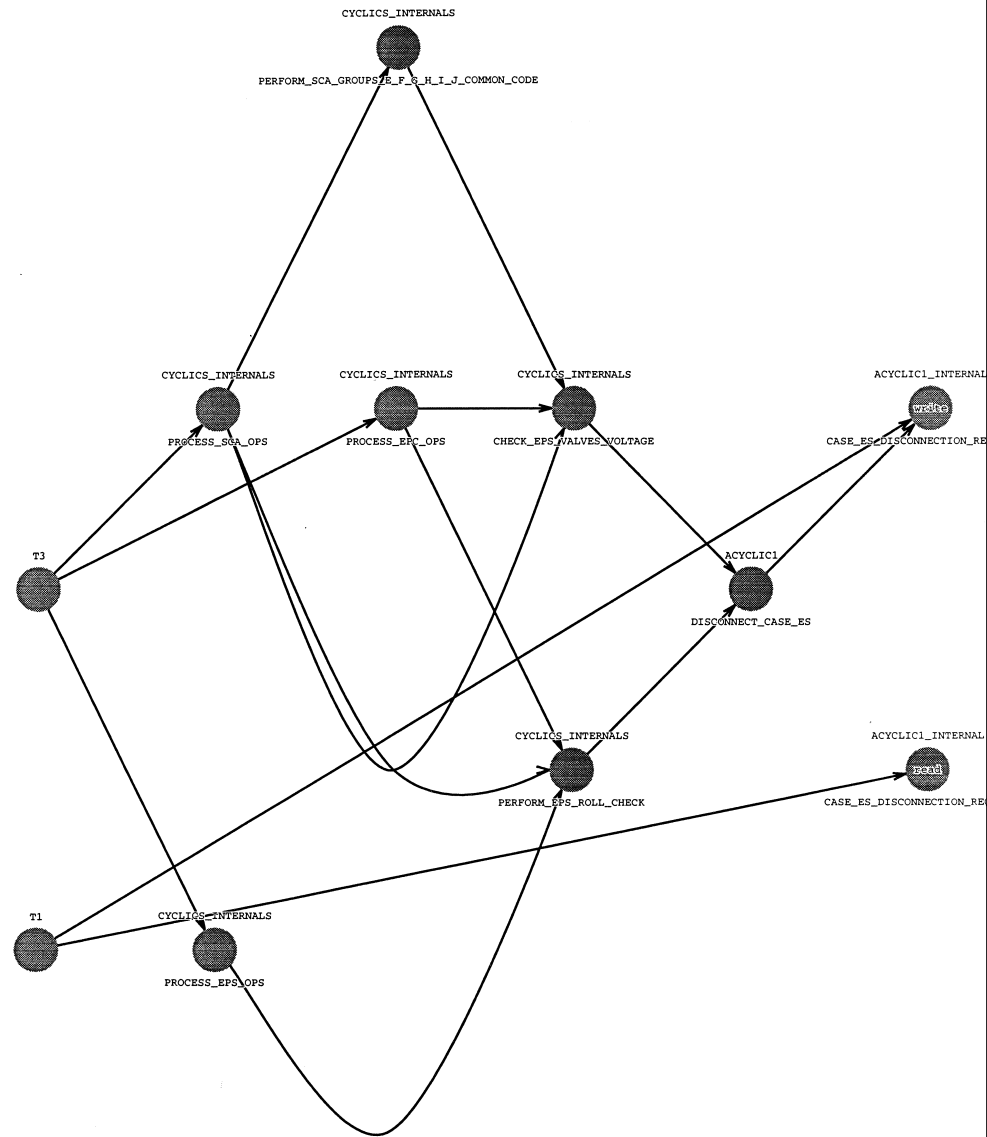 CYCLICS_INTERNALS
PERFORM_SCA_GROUPS_E_F_G_H_I_J_COMMON_CODE
CYCLICS_INTERNALS
PROCESS_SCA_OPS
CYCLICS_INTERNALS
PROCESS_EPC_OPS
CYCLICS_INTERNALS
CHECK_EPS_VALVES_VOLTAGE
ACYCLIC1_INTERNAL
write
CASE_ES_DISCONNECTION_RE
T3
ACYCLIC1
DISCONNECT_CASE_ES
CYCLICS_INTERNALS
PERFORM_EPS_ROLL_CHECK
ACYCLIC1_INTERNAL
read
CASE_ES_DISCONNECTION_RE
T1
CYCLICS_INTERNALS
PROCESS_EPS_OPS